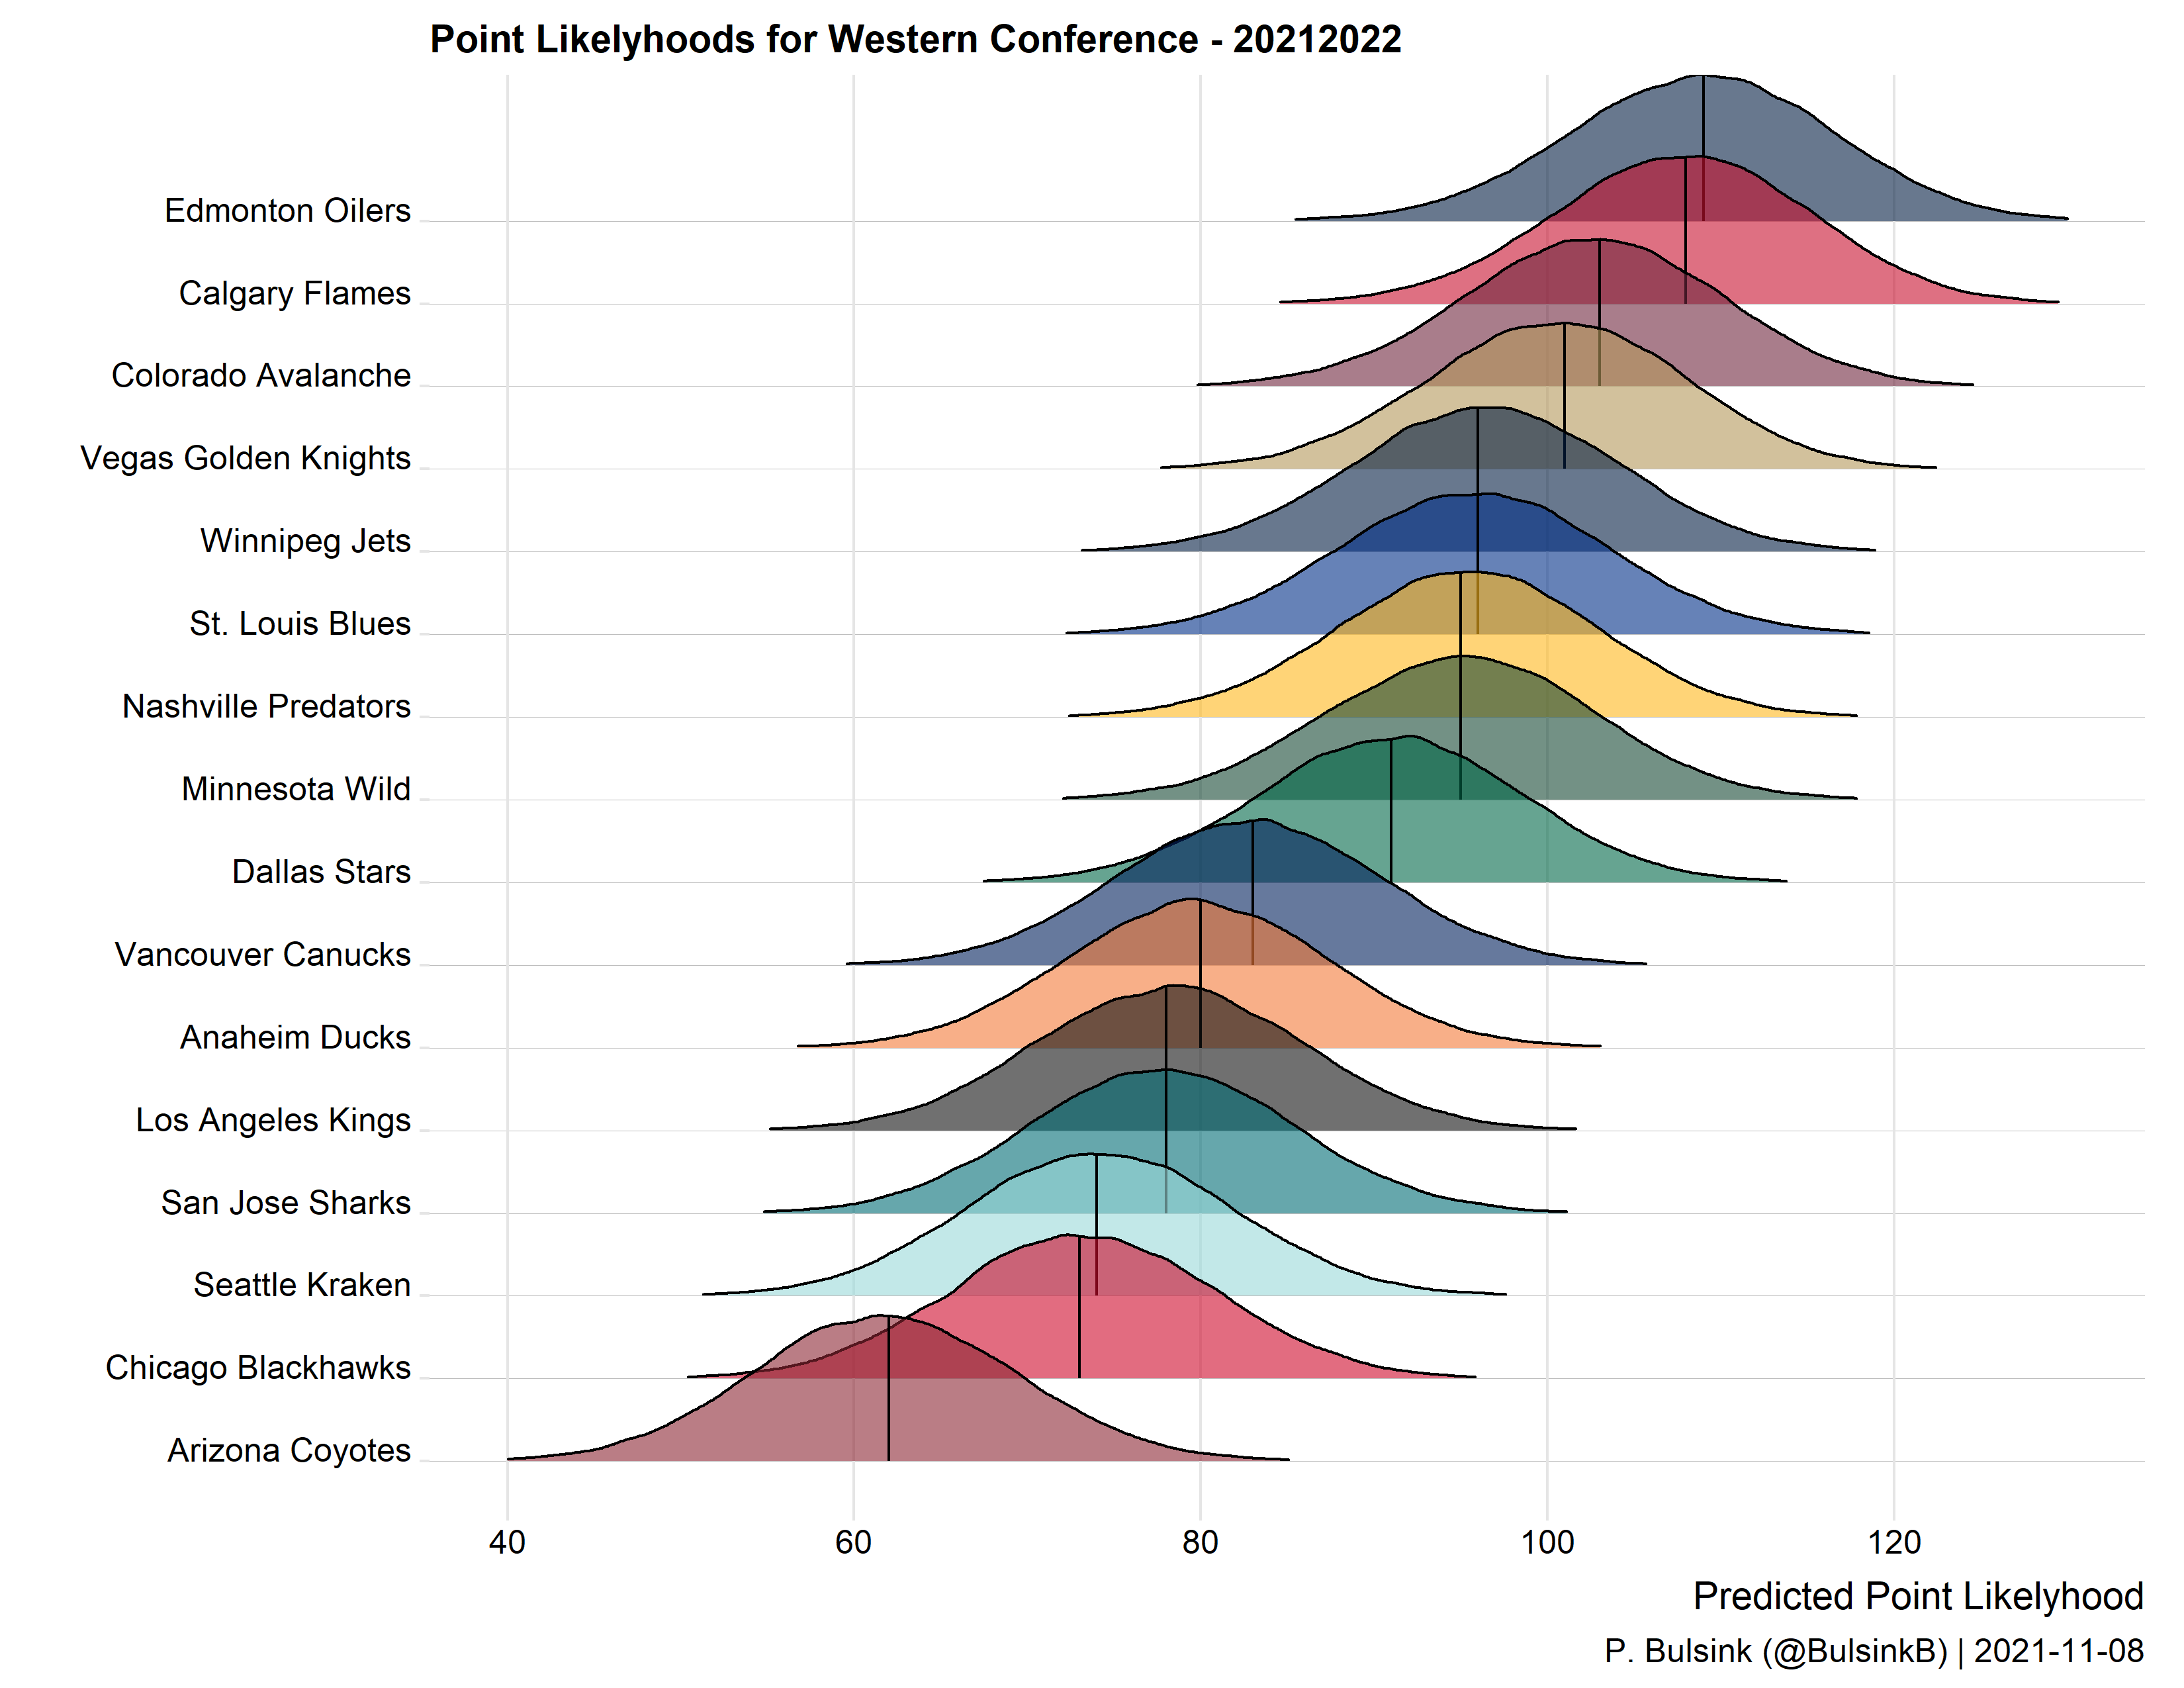 Point Likelyhoods for Western Conference - 20212022
Edmonton Oilers
Calgary Flames
Colorado Avalanche
Vegas Golden Knights
Winnipeg Jets
St. Louis Blues
Nashville Predators
Minnesota Wild
Dallas Stars
Vancouver Canucks
Anaheim Ducks
Los Angeles Kings
San Jose Sharks
Seattle Kraken
Chicago Blackhawks
Arizona Coyotes
40 60 80 100 120
Predicted Point Likelyhood
P. Bulsink (@BulsinkB) | 2021-11-08